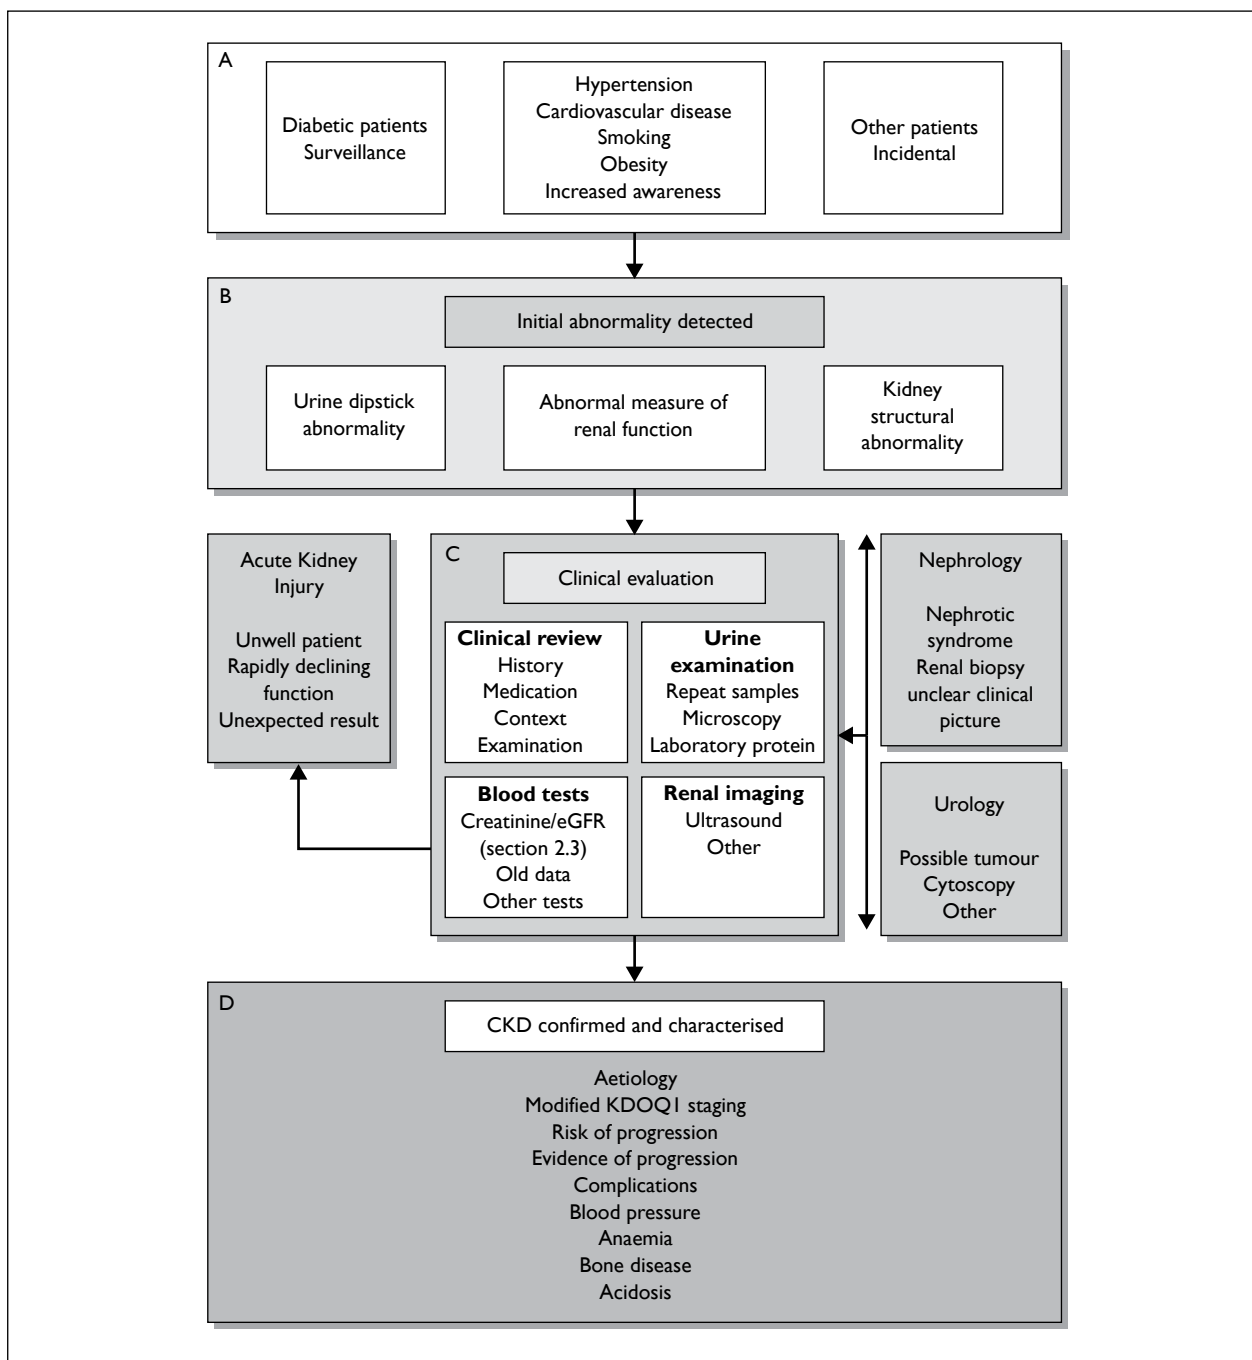 A
Diabetic patients
Surveillance
Hypertension
Cardiovascular disease
Smoking
Obesity
Increased awareness
Other patients
Incidental
B
Initial abnormality detected
Urine dipstick
abnormality
Abnormal measure of
renal function
Kidney
structural
abnormality
Acute Kidney
Injury
Unwell patient
Rapidly declining
function
Unexpected result
C
Clinical evaluation
Clinical review
History
Medication
Context
Examination
Urine
examination
Repeat samples
Microscopy
Laboratory protein
Blood tests
Creatinine/eGFR
(section 2.3)
Old data
Other tests
Renal imaging
Ultrasound
Other
Nephrology
Nephrotic
syndrome
Renal biopsy
unclear clinical
picture
Urology
Possible tumour
Cytoscopy
Other
D
CKD confirmed and characterised
Aetiology
Modified KDOQ1 staging
Risk of progression
Evidence of progression
Complications
Blood pressure
Anaemia
Bone disease
Acidosis